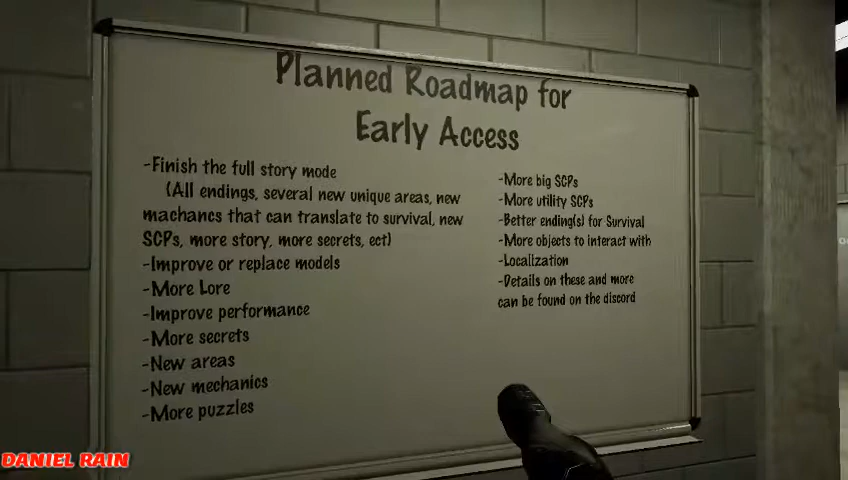 Planned Roadmap for
Early Access
-Finish the full story mode
(All endings, several new unique areas, new
machancs that can translate to survival, new
SCPs, more story, more secrets, ect)
-Improve or replace models
-More Lore
-Improve performance
-More secrets
-New areas
-New mechanics
-More puzzles
-More big SCPs
-More utility SCPs
-Better ending(s) for Survival
-More objects to interact with
-Localization
-Details on these and more
can be found on the discord
DANIEL RAIN